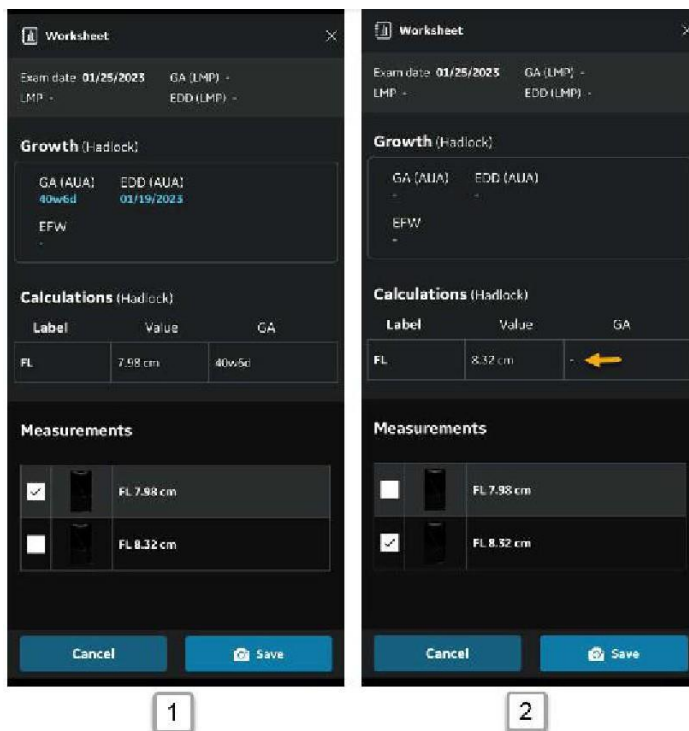 Worksheet
Exam date 01/25/2023 GA (LMP) -
LMP - EDD (LMP) -
Growth (Hadlock)
GA (AUA) EDD (AUA)
40w6d 01/19/2023
EFW
-
Calculations (Hadlock)
Label Value GA
FL 7.98 cm 40w6d
Measurements
FL 7.98 cm
FL 8.32 cm
Cancel Save
1
Worksheet
Exam date 01/25/2023 GA (LMP) -
LMP - EDD (LMP) -
Growth (Hadlock)
GA (AUA) EDD (AUA)
- -
EFW
-
Calculations (Hadlock)
Label Value GA
FL 8.32 cm -
Measurements
FL 7.98 cm
FL 8.32 cm
Cancel Save
2